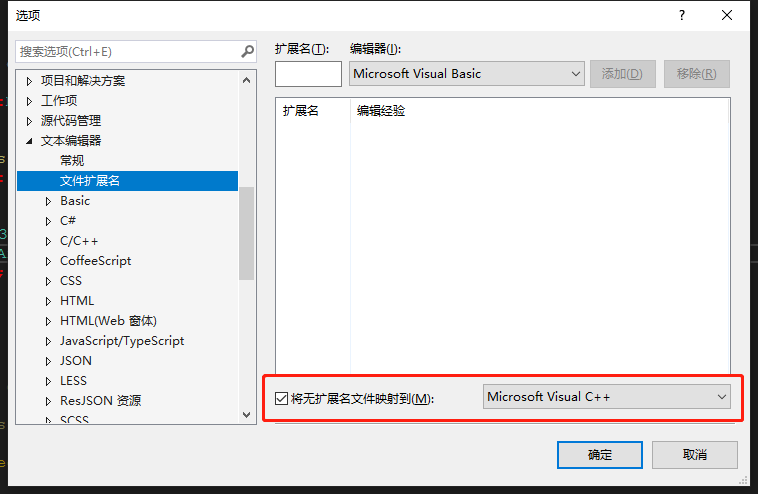 选项
搜索选项(Ctrl+E)
项目和解决方案
工作项
源代码管理
文本编辑器
常规
文件扩展名
Basic
C#
C/C++
CoffeeScript
CSS
HTML
HTML(Web 窗体)
JavaScript/TypeScript
JSON
LESS
ResJSON 资源
SCSS
扩展名(T):
编辑器(I):
Microsoft Visual Basic
添加(D)
移除(R)
扩展名
编辑经验
将无扩展名文件映射到(M):
Microsoft Visual C++
确定
取消